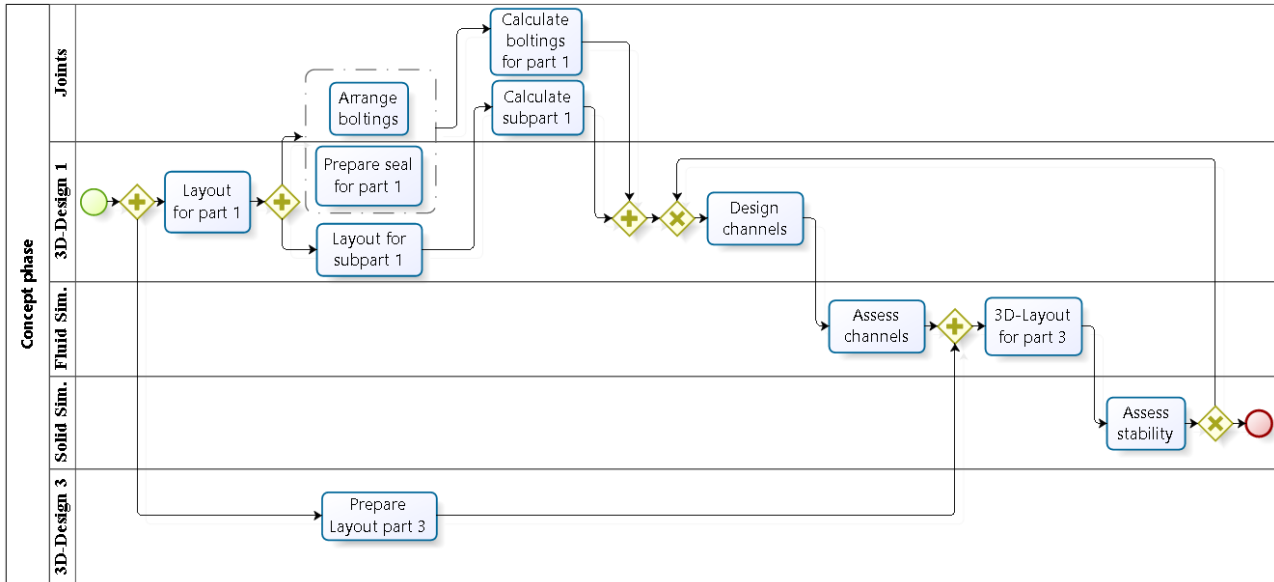 Concept phase
Joints
Calculate
boltings
for part 1
Arrange
boltings
Calculate
subpart 1
3D-Design 1
Layout
for part 1
Prepare seal
for part 1
Layout for
subpart 1
Design
channels
Fluid Sim.
Assess
channels
3D-Layout
for part 3
Solid Sim.
Assess
stability
3D-Design 3
Prepare
Layout part 3